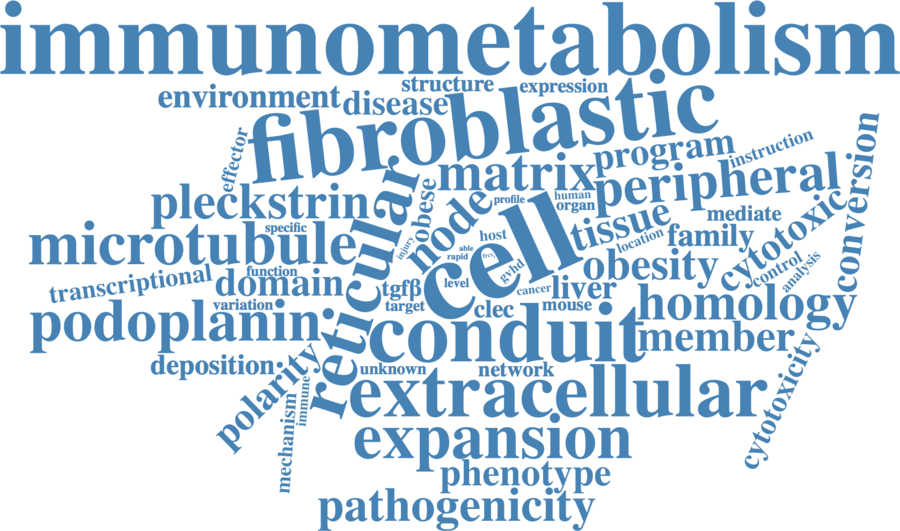 immunometabolism
structure
expression
environment
disease
fibroblastic
effector
matrix
program
instruction
conversion
pleckstrin
reticular
obese
node
profile
human
organ
peripheral
mediate
cytotoxic
specific
microtubule
injury
host
cell
tissue
location
family
able
rapid
frcs
gvhd
obesity
control
analysis
transcriptional
function
domain
tgfβ
level
cancer
liver
variation
target
clec
mouse
homology
podoplanin
conduit
member
deposition
polarity
unknown
network
cytotoxicity
immune
mechanism
extracellular
expansion
phenotype
pathogenicity